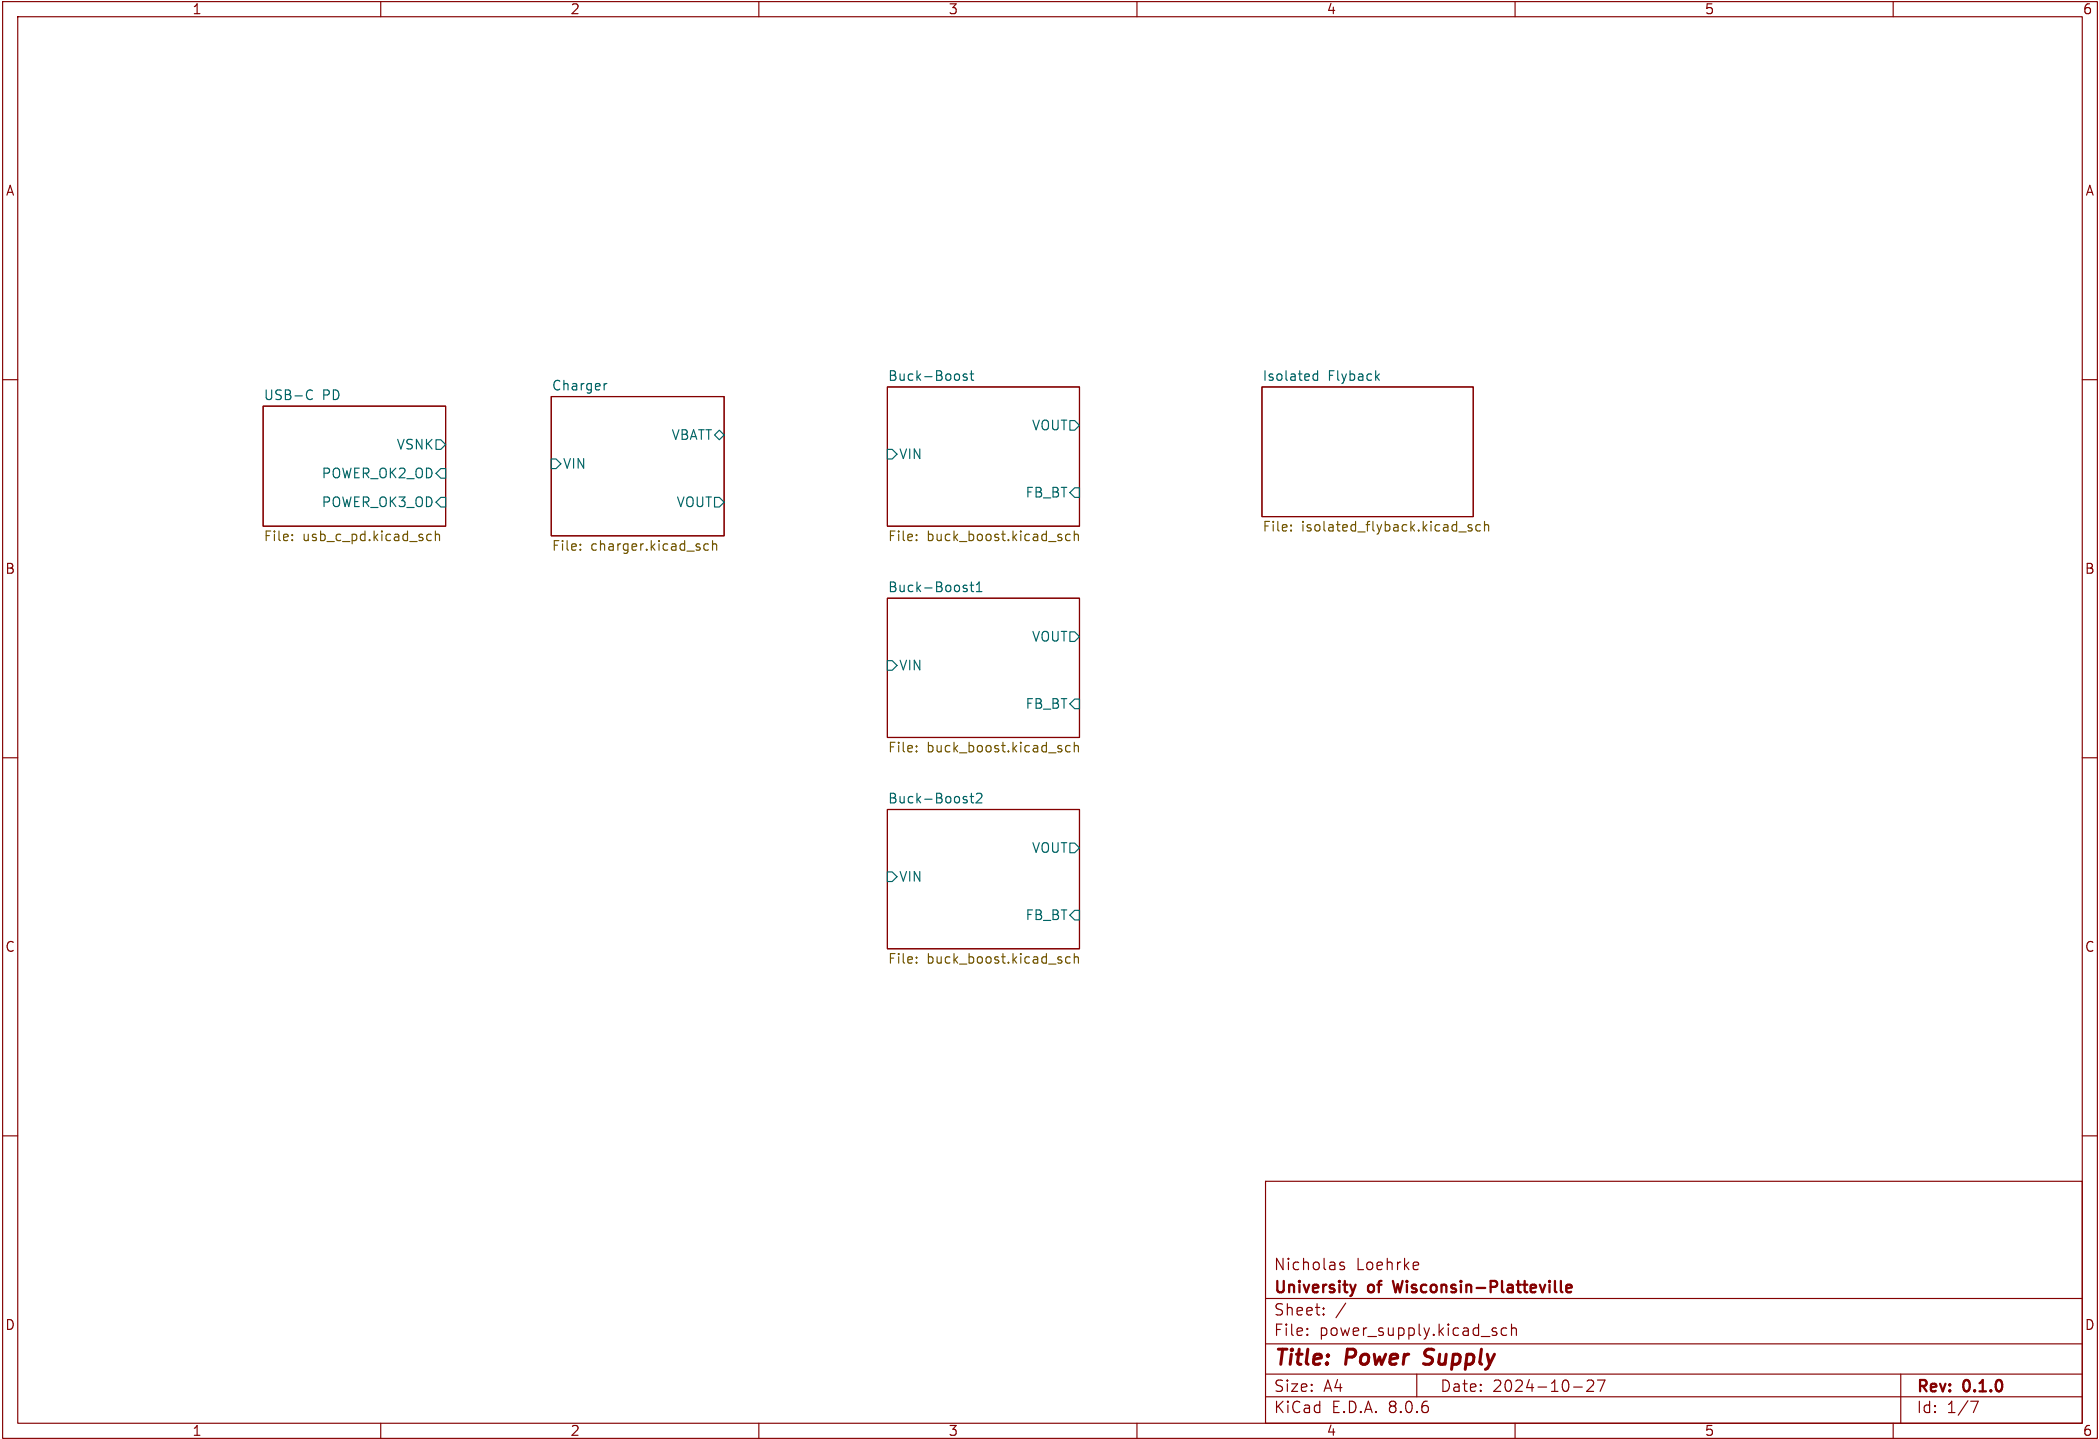 1 2 3 4 5 6
A A
USB-C PD
VSNK
POWER_OK2_OD
POWER_OK3_OD
File: usb_c_pd.kicad_sch
Charger
VBATT
VIN
VOUT
File: charger.kicad_sch
Buck-Boost
VOUT
VIN
FB_BT
File: buck_boost.kicad_sch
Isolated Flyback
File: isolated_flyback.kicad_sch
B B
Buck-Boost1
VOUT
VIN
FB_BT
File: buck_boost.kicad_sch
Buck-Boost2
VOUT
VIN
FB_BT
File: buck_boost.kicad_sch
C C
Nicholas Loehrke
University of Wisconsin-Platteville
Sheet: /
File: power_supply.kicad_sch
D D
Title: Power Supply
Size: A4 Date: 2024-10-27 Rev: 0.1.0
KiCad E.D.A. 8.0.6 Id: 1/7
1 2 3 4 5 6